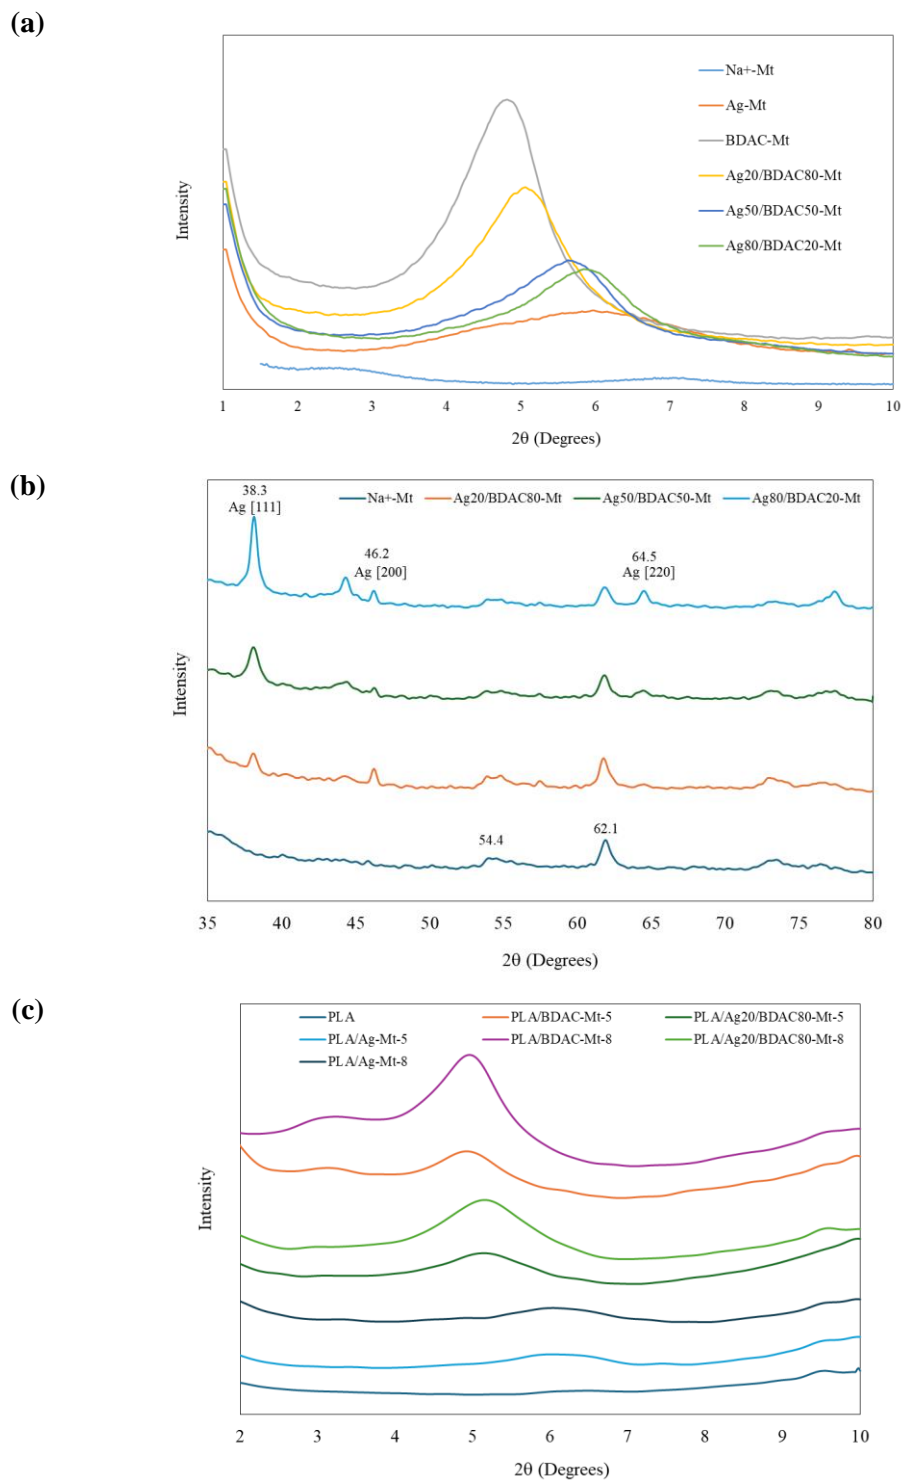 (a)
Na+-Mt
Ag-Mt
BDAC-Mt
Ag20/BDAC80-Mt
Ag50/BDAC50-Mt
Ag80/BDAC20-Mt
Intensity
1 2 3 4 5 6 7 8 9 10
2θ (Degrees)
(b)
Na+-Mt Ag20/BDAC80-Mt Ag50/BDAC50-Mt Ag80/BDAC20-Mt
38.3
Ag [111]
46.2
Ag [200]
64.5
Ag [220]
Intensity
54.4
62.1
35 40 45 50 55 60 65 70 75 80
2θ (Degrees)
(c)
PLA PLA/BDAC-Mt-5 PLA/Ag20/BDAC80-Mt-5
PLA/Ag-Mt-5 PLA/BDAC-Mt-8 PLA/Ag20/BDAC80-Mt-8
PLA/Ag-Mt-8
Intensity
2 3 4 5 6 7 8 9 10
2θ (Degrees)